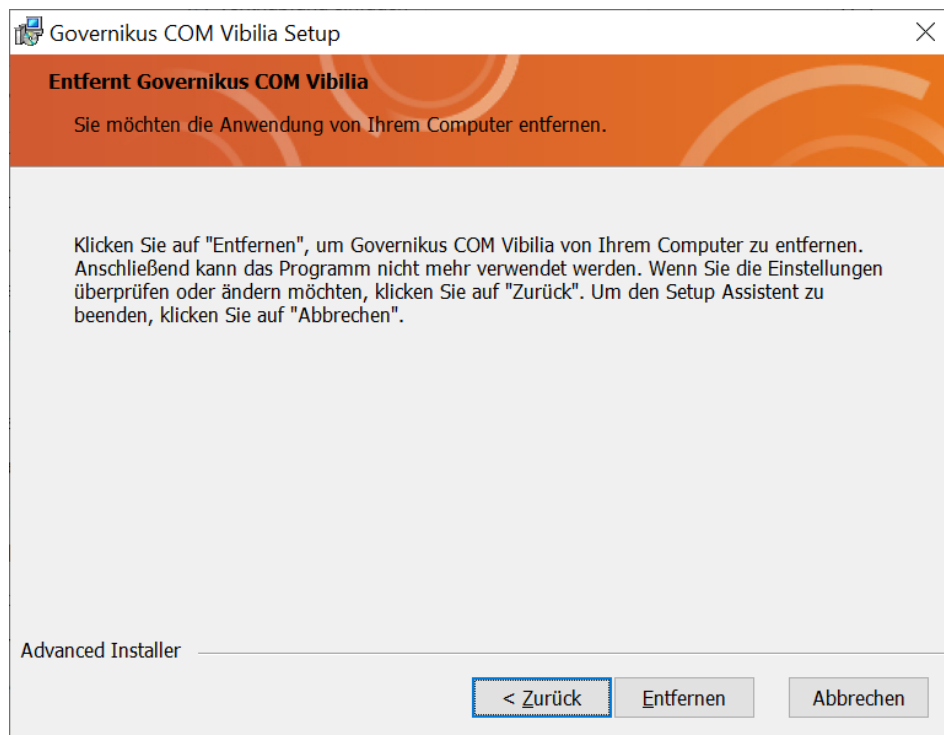 Governikus COM Vibilia Setup
Entfernt Governikus COM Vibilia
Sie möchten die Anwendung von Ihrem Computer entfernen.
Klicken Sie auf "Entfernen", um Governikus COM Vibilia von Ihrem Computer zu entfernen.
Anschließend kann das Programm nicht mehr verwendet werden. Wenn Sie die Einstellungen
überprüfen oder ändern möchten, klicken Sie auf "Zurück". Um den Setup Assistent zu
beenden, klicken Sie auf "Abbrechen".
Advanced Installer
< Zurück
Entfernen
Abbrechen